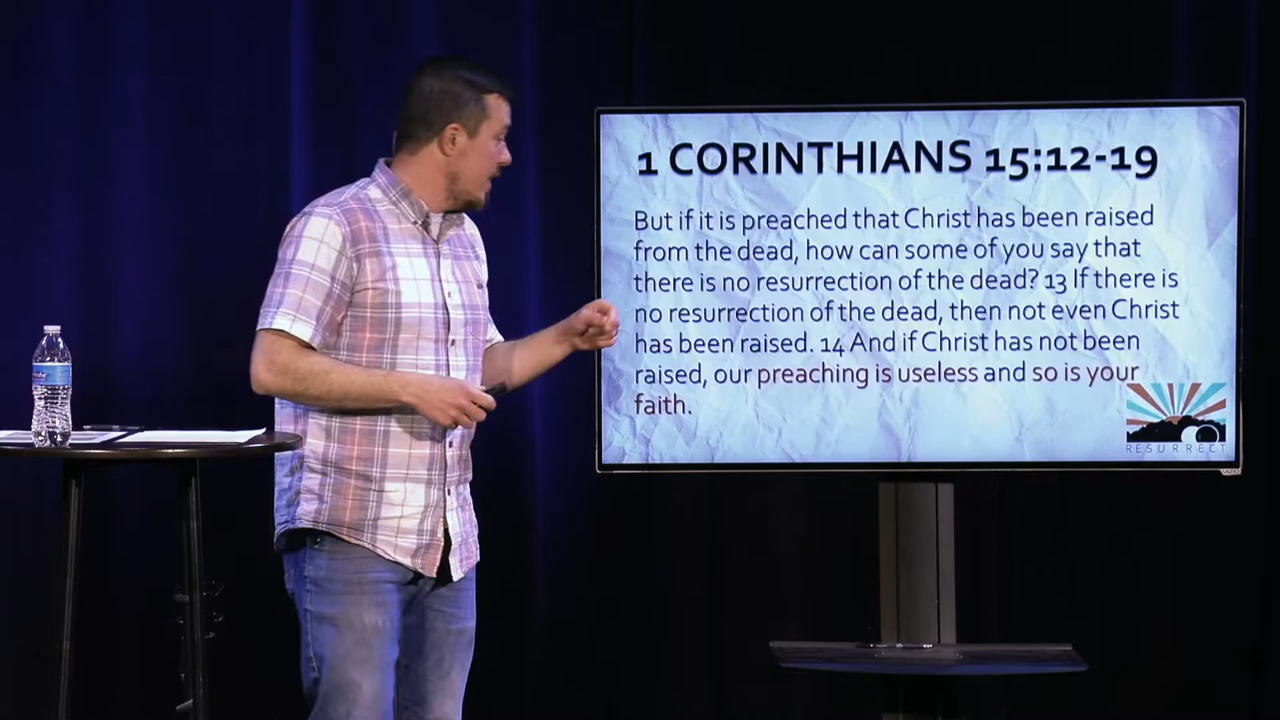 1 CORINTHIANS 15:12-19
But if it is preached that Christ has been raised
from the dead, how can some of you say that
there is no resurrection of the dead? 13 If there is
no resurrection of the dead, then not even Christ
has been raised. 14 And if Christ has not been
raised, our preaching is useless and so is your
faith.
RESURRECT